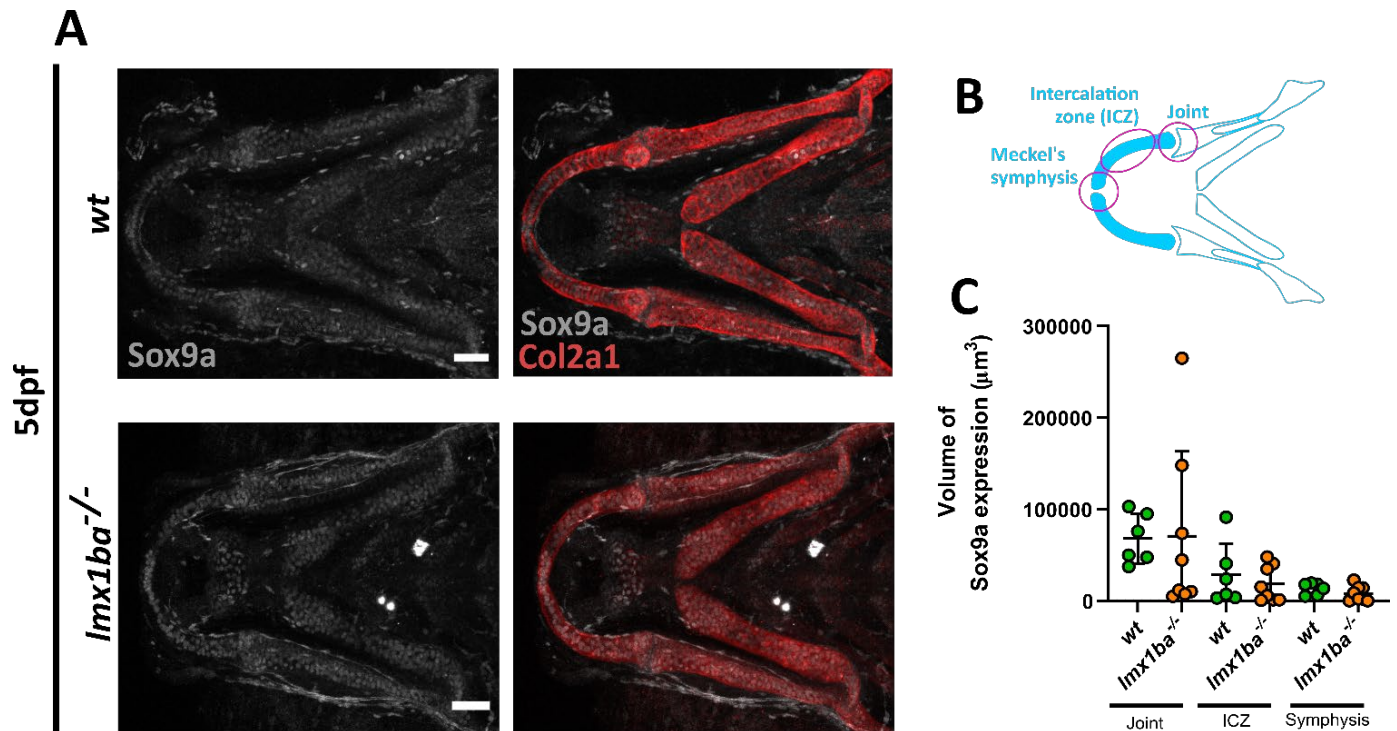 A
5dpf
wt
Sox9a
Sox9a
Col2a1
lmx1ba-/-
B
Intercalation
zone (ICZ)
Joint
Meckel's
symphysis
C
Volume of
Sox9a expression (μm³)
300000
200000
100000
0
wt
lmx1ba-/-
wt
lmx1ba-/-
wt
lmx1ba-/-
Joint
ICZ
Symphysis